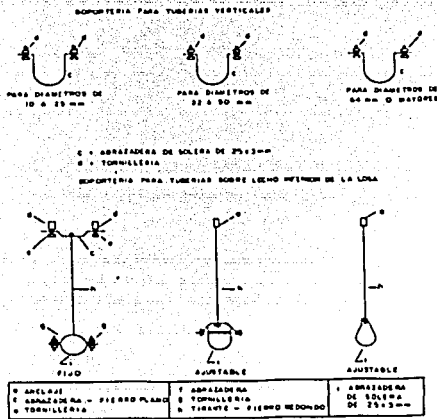 SOPORTERIA PARA TUBERIAS VERTICALES
PARA DIAMETROS DE
10 A 25 mm
PARA DIAMETROS DE
32 A 50 mm
PARA DIAMETROS DE
64 mm O MAYORES
c = ABRAZADERA DE SOLERA DE 25x3mm
d = TORNILLERIA
SOPORTERIA PARA TUBERIAS SOBRE LECHO INFERIOR DE LA LOSA
h
h
h
FIJO
AJUSTABLE
AJUSTABLE
ANCLAJE
ABRAZADERA - FIERRO PLANO
TORNILLERIA
ABRAZADERA
TORNILLERIA
h TIRANTE - FIERRO REDONDO
ABRAZADERA
DE SOLERA
DE 25x3mm